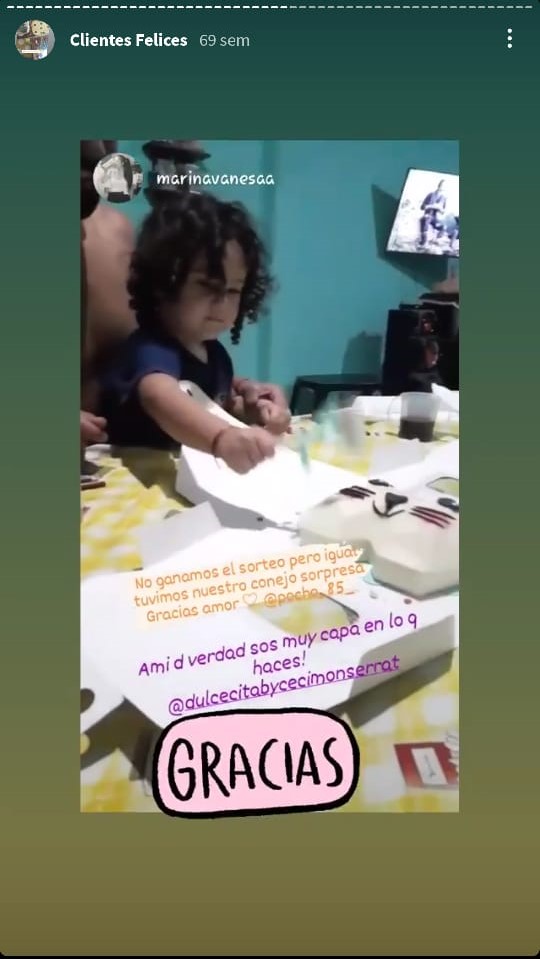 Clientes Felices 69 sem
marinavanesaa
No ganamos el sorteo pero igual
tuvimos nuestro conejo sorpresa
Gracias amor ♡ @pocho_85_
Ami d verdad sos muy capa en lo q
haces!
@dulcecitabycecimonserrat
GRACIAS